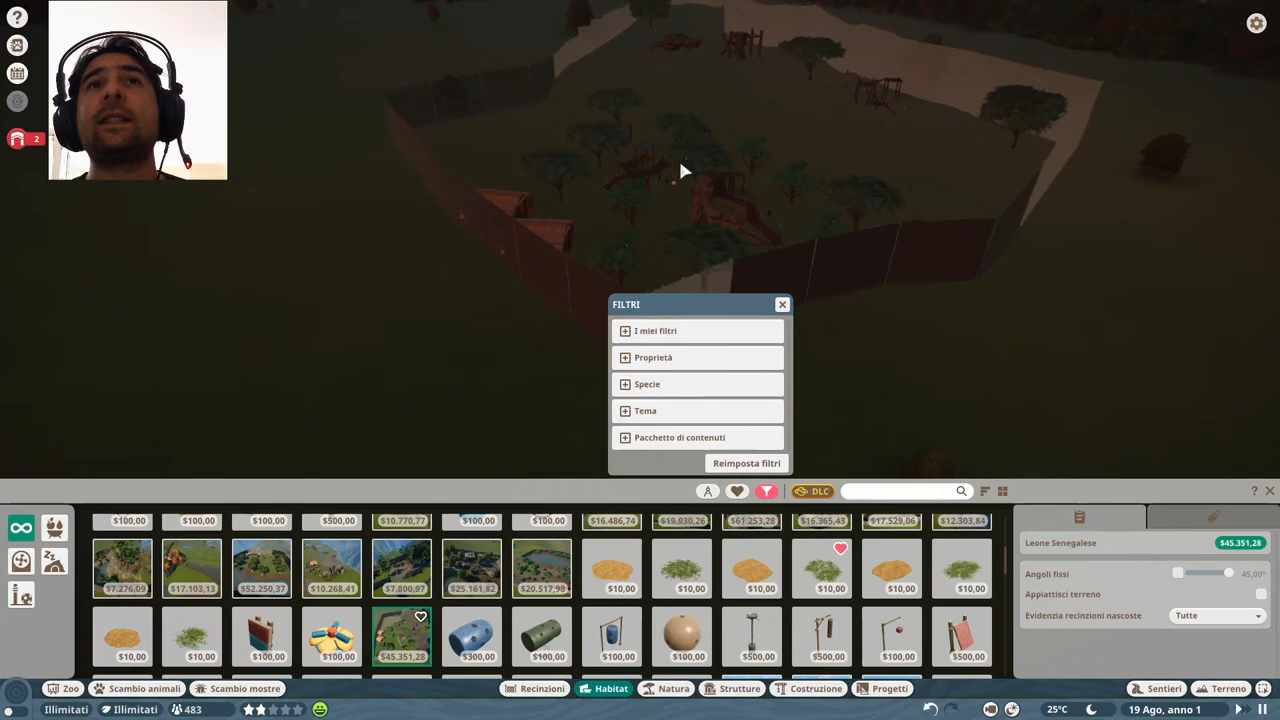 ?
2
FILTRI
I miei filtri
Proprietà
Specie
Tema
Pacchetto di contenuti
Reimposta filtri
DLC
?
$100,00 $100,00 $100,00 $500,00 $10.770,77 $100,00 $100,00 $16.486,74 $19.930,26 $61.253,28 $16.365,43 $17.529,06 $12.303,84
$7.276,09 $17.103,13 $52.250,37 $10.268,41 $7.800,97 $25.161,82 $20.517,98 $10,00 $10,00 $10,00 $10,00 $10,00 $10,00
$10,00 $10,00 $100,00 $100,00 $45.351,28 $300,00 $100,00 $100,00 $100,00 $500,00 $500,00 $100,00 $500,00
Leone Senegalese $45.351,28
Angoli fissi 45,00°
Appiattisci terreno
Evidenzia recinzioni nascoste Tutte
Zoo Scambio animali Scambio mostre Recinzioni Habitat Natura Strutture Costruzione Progetti Sentieri Terreno
Illimitati Illimitati 483 25°C 19 Ago, anno 1